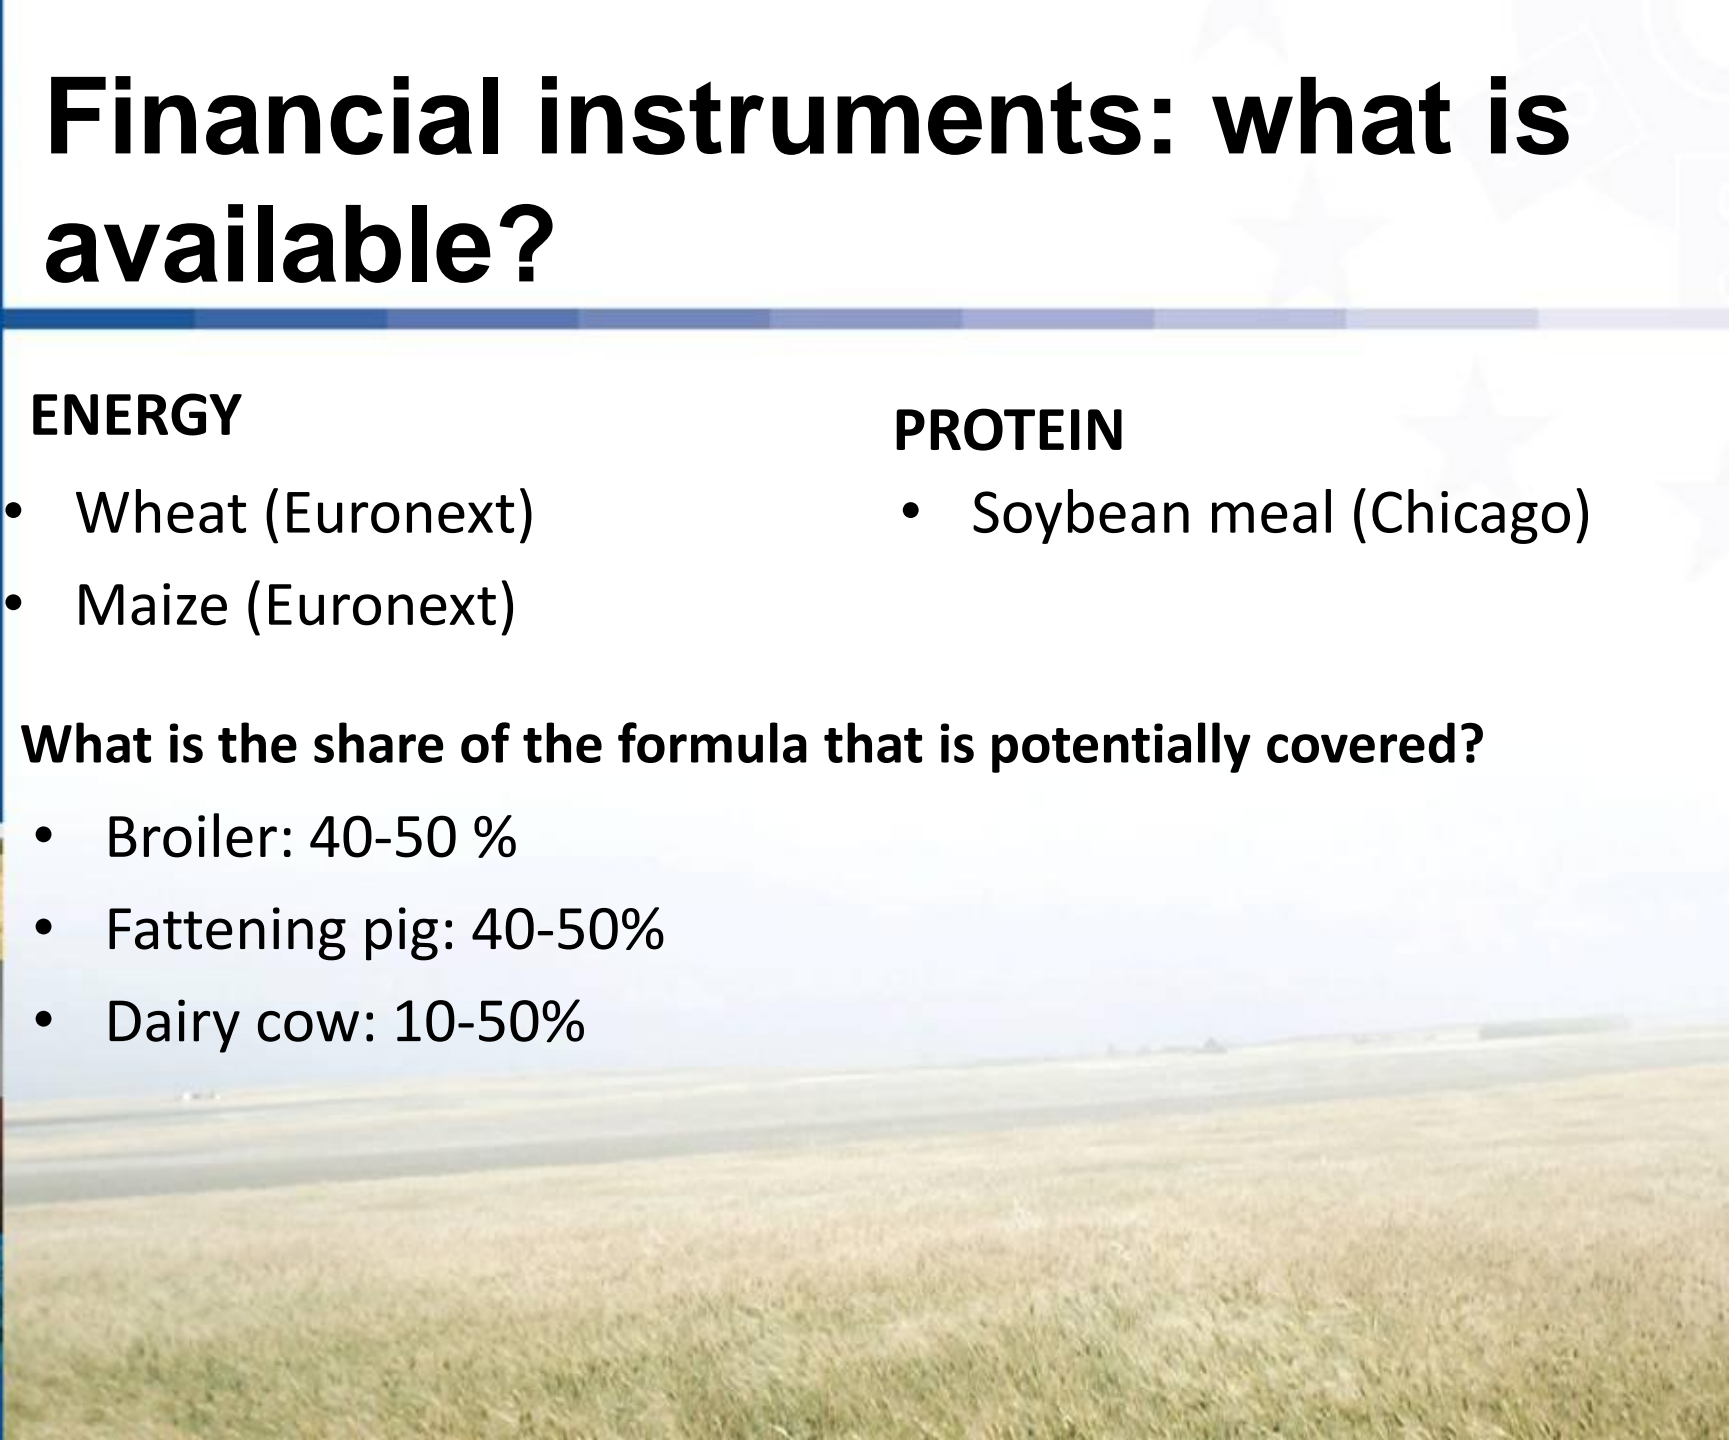 Financial instruments: what is
available?
ENERGY
• Wheat (Euronext)
• Maize (Euronext)
PROTEIN
• Soybean meal (Chicago)
What is the share of the formula that is potentially covered?
• Broiler: 40-50 %
• Fattening pig: 40-50%
• Dairy cow: 10-50%